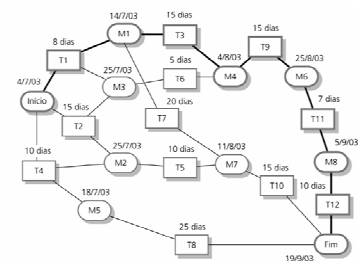 14/7/03
15 dias
8 dias
M1
T3
15 dias
5 dias
4/8/03
T9
T1
25/7/03
25/8/03
4/7/03
T6
M4
M6
M3
Início
15 dias
20 dias
7 dias
T2
T7
T11
10 dias
25/7/03
10 dias
11/8/03
5/9/03
T4
M2
T5
M7
15 dias
M8
18/7/03
T10
10 dias
M5
25 dias
T12
T8
Fim
19/9/03